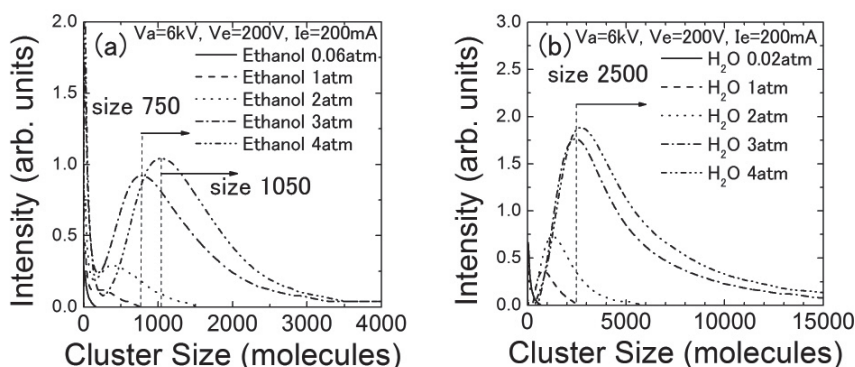 (a)
Va=6kV, Ve=200V, Ie=200mA
Ethanol 0.06atm
Ethanol 1atm
Ethanol 2atm
Ethanol 3atm
Ethanol 4atm
size 750
size 1050
2.0
1.5
1.0
0.5
0.0
Intensity (arb. units)
0 1000 2000 3000 4000
Cluster Size (molecules)
(b)
Va=6kV, Ve=200V, Ie=200mA
H₂O 0.02atm
H₂O 1atm
H₂O 2atm
H₂O 3atm
H₂O 4atm
size 2500
3.0
2.5
2.0
1.5
1.0
0.5
0.0
Intensity (arb. units)
0 5000 10000 15000
Cluster Size (molecules)